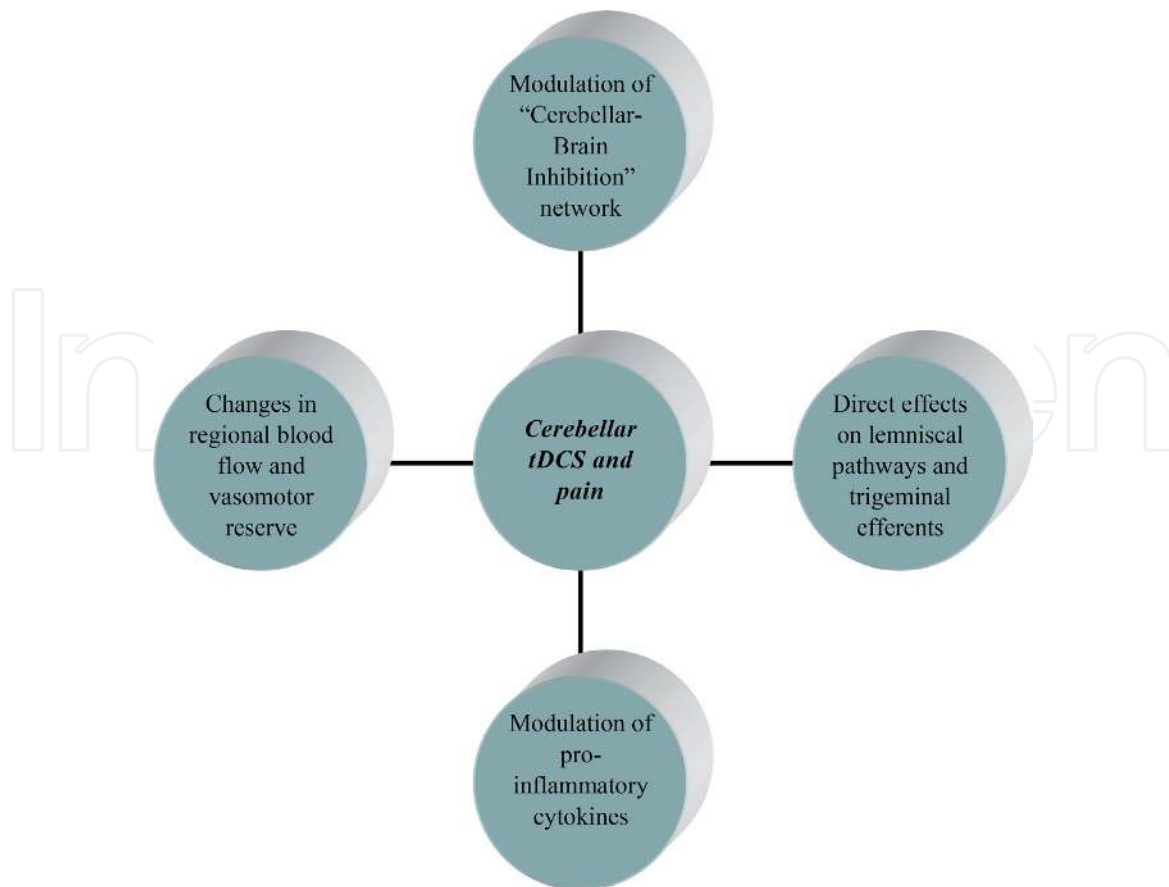 Modulation of
“Cerebellar-
Brain
Inhibition”
network
Changes in
regional blood
flow and
vasomotor
reserve
Cerebellar
tDCS and
pain
Direct effects
on lemniscal
pathways and
trigeminal
efferents
Modulation of
pro-
inflammatory
cytokines